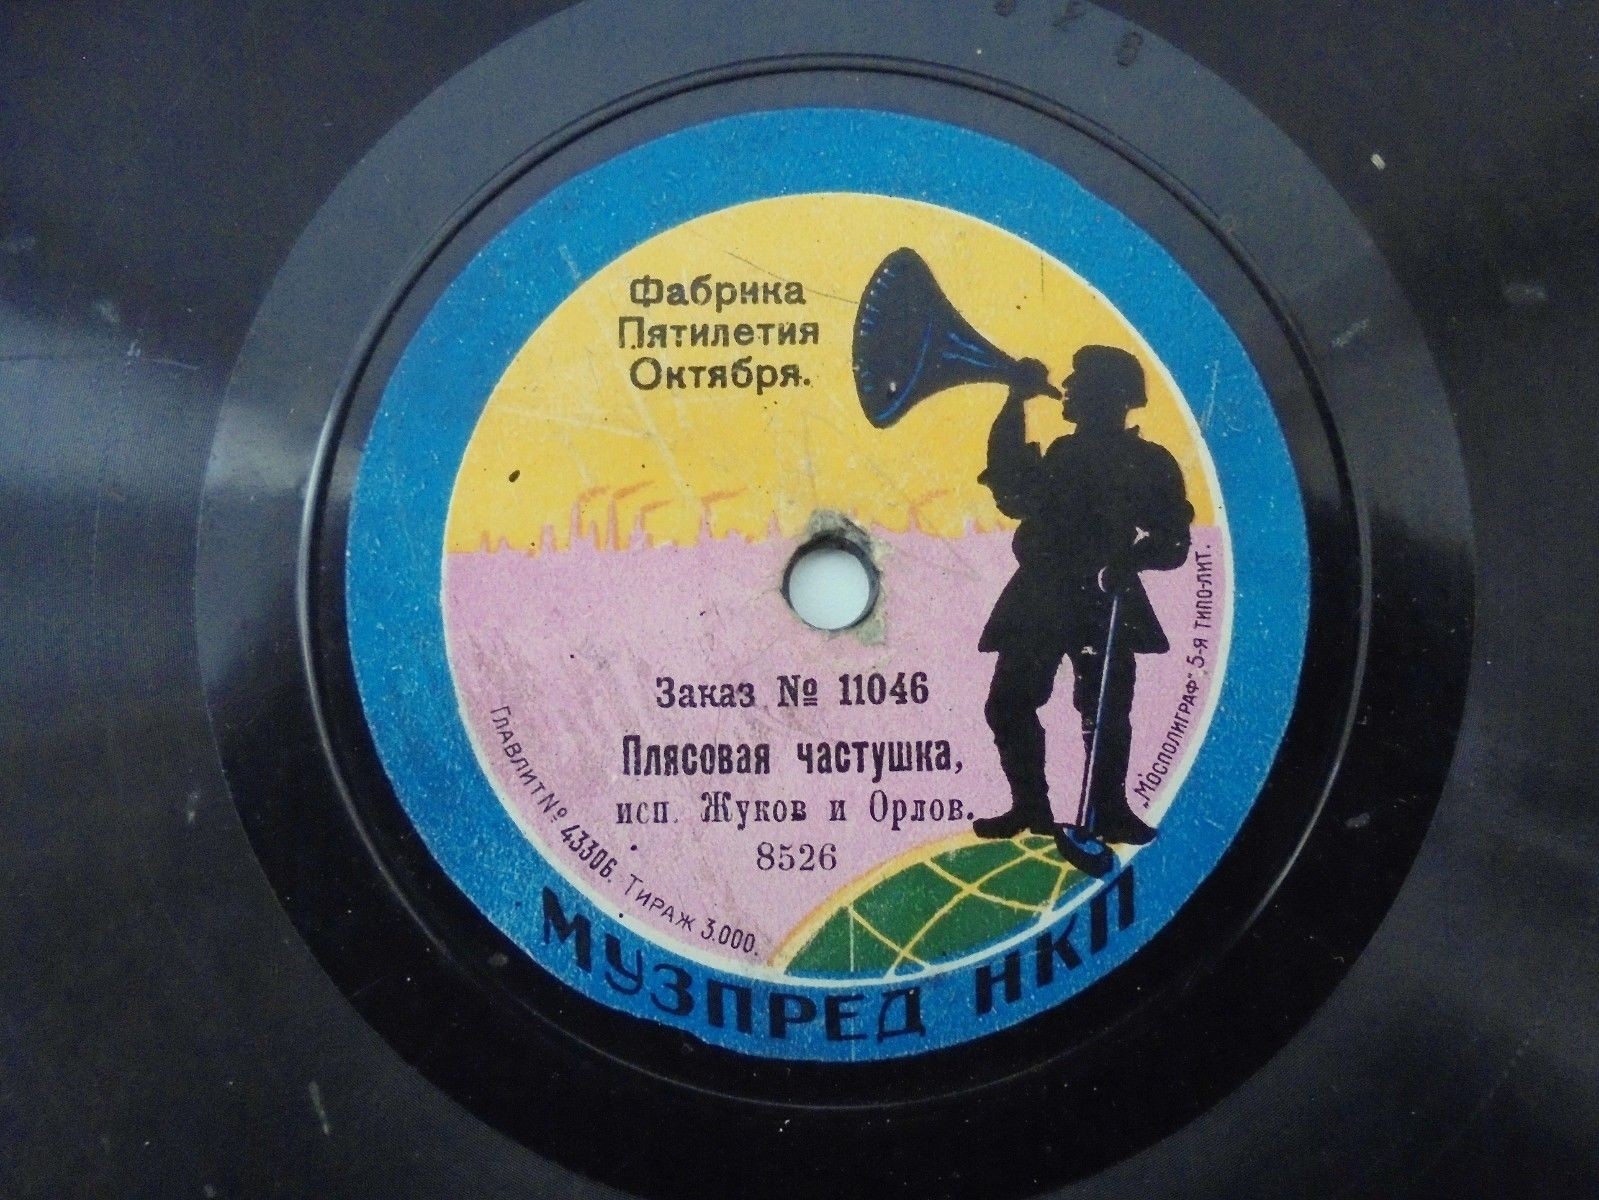 Фабрика
Пятилетия
Октября.
Заказ № 11046
Плясовая частушка,
исп. Жуков и Орлов.
8526
Главлит № 43306. Тираж 3.000.
„Мосполиграф“ 5-я типо-лит.
МУЗПРЕД НКП